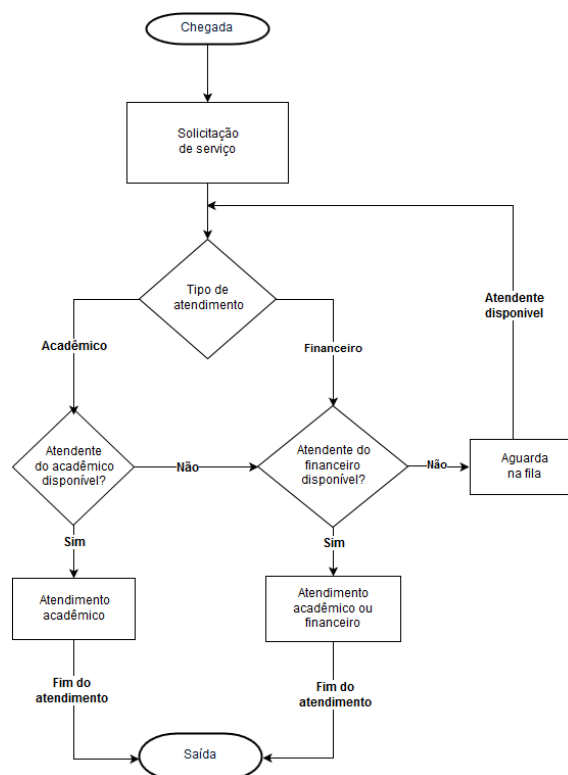 Chegada
Solicitação
de serviço
Tipo de
atendimento
Atendente
disponivel
Acadêmico
Financeiro
Atendente
do acadêmico
disponível?
Não
Atendente do
financeiro
disponível?
Não
Aguarda
na fila
Sim
Sim
Atendimento
acadêmico
Atendimento
acadêmico ou
financeiro
Fim do
atendimento
Fim do
atendimento
Saída